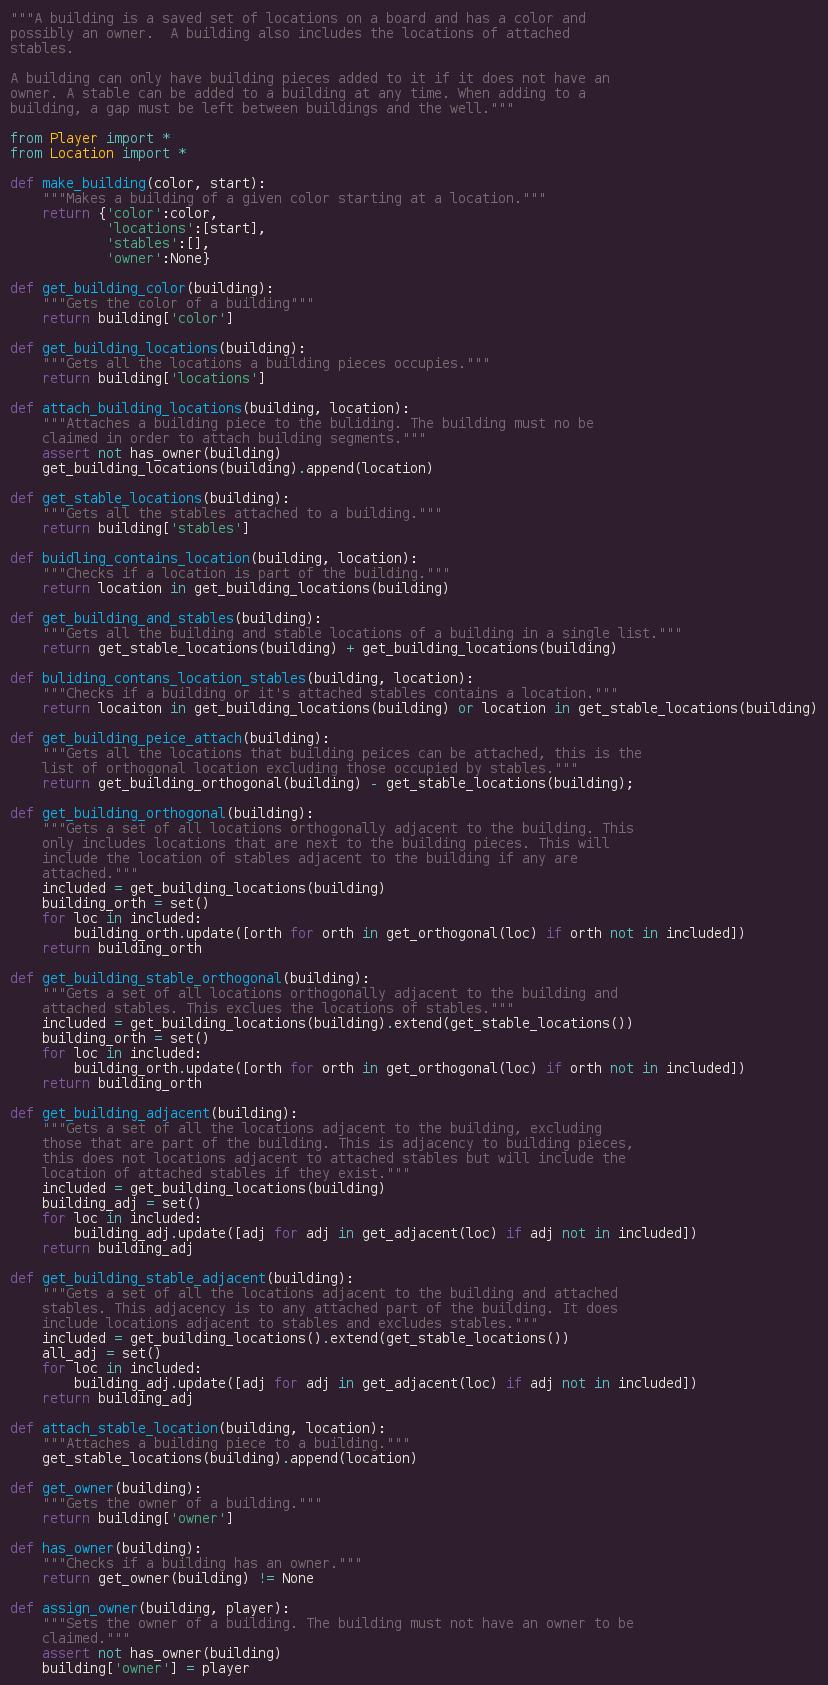 """A building is a saved set of locations on a board and has a color and
possibly an owner.  A building also includes the locations of attached
stables.

A building can only have building pieces added to it if it does not have an
owner. A stable can be added to a building at any time. When adding to a
building, a gap must be left between buildings and the well."""

from Player import *
from Location import *

def make_building(color, start):
    """Makes a building of a given color starting at a location."""
    return {'color':color,
            'locations':[start],
            'stables':[],
            'owner':None}

def get_building_color(building):
    """Gets the color of a building"""
    return building['color']

def get_building_locations(building):
    """Gets all the locations a building pieces occupies."""
    return building['locations']

def attach_building_locations(building, location):
    """Attaches a building piece to the buliding. The building must no be
    claimed in order to attach building segments."""
    assert not has_owner(building)
    get_building_locations(building).append(location)

def get_stable_locations(building):
    """Gets all the stables attached to a building."""
    return building['stables']

def buidling_contains_location(building, location):
    """Checks if a location is part of the building."""
    return location in get_building_locations(building)

def get_building_and_stables(building):
    """Gets all the building and stable locations of a building in a single list."""
    return get_stable_locations(building) + get_building_locations(building)

def buliding_contans_location_stables(building, location):
    """Checks if a building or it's attached stables contains a location."""
    return locaiton in get_building_locations(building) or location in get_stable_locations(building)

def get_building_peice_attach(building):
    """Gets all the locations that building peices can be attached, this is the
    list of orthogonal location excluding those occupied by stables."""
    return get_building_orthogonal(building) - get_stable_locations(building);

def get_building_orthogonal(building):
    """Gets a set of all locations orthogonally adjacent to the building. This
    only includes locations that are next to the building pieces. This will
    include the location of stables adjacent to the building if any are
    attached."""
    included = get_building_locations(building)
    building_orth = set()
    for loc in included:
        building_orth.update([orth for orth in get_orthogonal(loc) if orth not in included])
    return building_orth

def get_building_stable_orthogonal(building):
    """Gets a set of all locations orthogonally adjacent to the building and
    attached stables. This exclues the locations of stables."""
    included = get_building_locations(building).extend(get_stable_locations())
    building_orth = set()
    for loc in included:
        building_orth.update([orth for orth in get_orthogonal(loc) if orth not in included])
    return building_orth

def get_building_adjacent(building):
    """Gets a set of all the locations adjacent to the building, excluding
    those that are part of the building. This is adjacency to building pieces,
    this does not locations adjacent to attached stables but will include the
    location of attached stables if they exist."""
    included = get_building_locations(building)
    building_adj = set()
    for loc in included:
        building_adj.update([adj for adj in get_adjacent(loc) if adj not in included])
    return building_adj

def get_building_stable_adjacent(building):
    """Gets a set of all the locations adjacent to the building and attached
    stables. This adjacency is to any attached part of the building. It does
    include locations adjacent to stables and excludes stables."""
    included = get_building_locations().extend(get_stable_locations())
    all_adj = set()
    for loc in included:
        building_adj.update([adj for adj in get_adjacent(loc) if adj not in included])
    return building_adj

def attach_stable_location(building, location):
    """Attaches a building piece to a building."""
    get_stable_locations(building).append(location)

def get_owner(building):
    """Gets the owner of a building."""
    return building['owner']

def has_owner(building):
    """Checks if a building has an owner."""
    return get_owner(building) != None

def assign_owner(building, player):
    """Sets the owner of a building. The building must not have an owner to be
    claimed."""
    assert not has_owner(building)
    building['owner'] = player